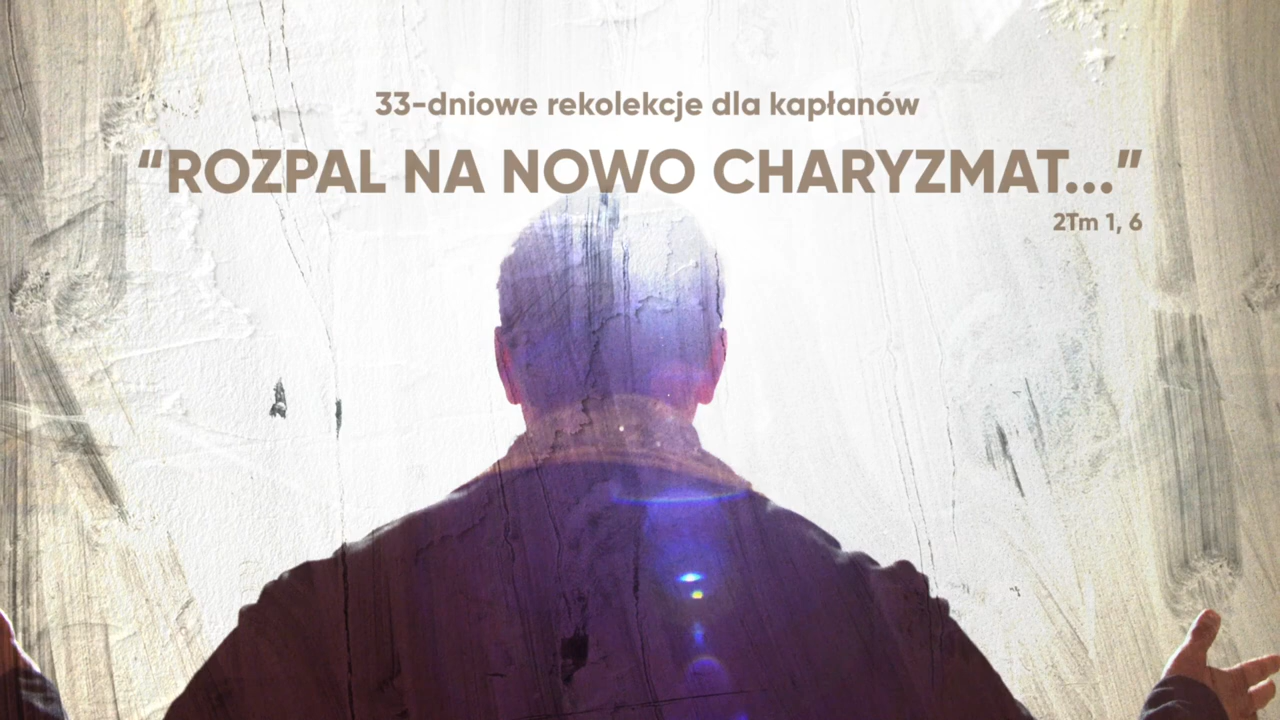 33-dniowe rekolekcje dla kapłanów
“ROZPAL NA NOWO CHARYZMAT...”
2Tm 1, 6